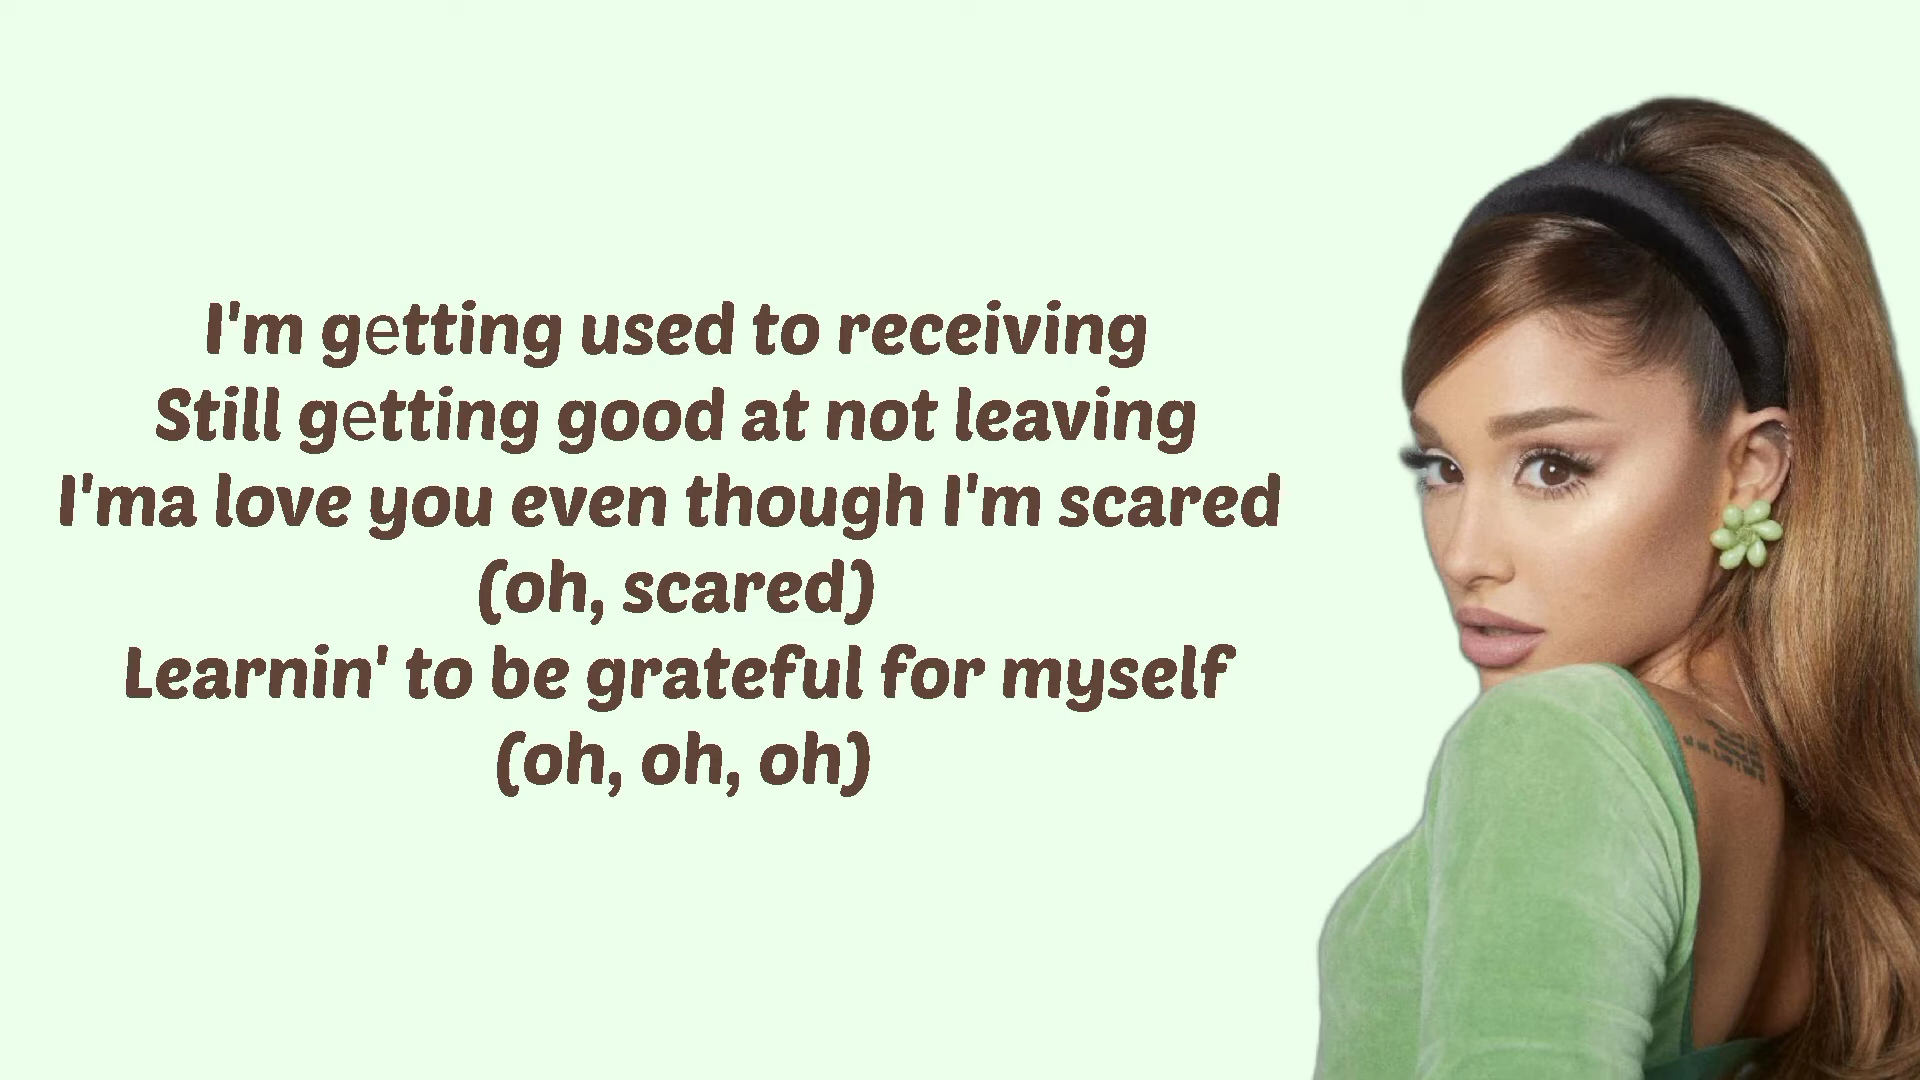 I'm getting used to receiving
Still getting good at not leaving
I'ma love you even though I'm scared
(oh, scared)
Learnin' to be grateful for myself
(oh, oh, oh)